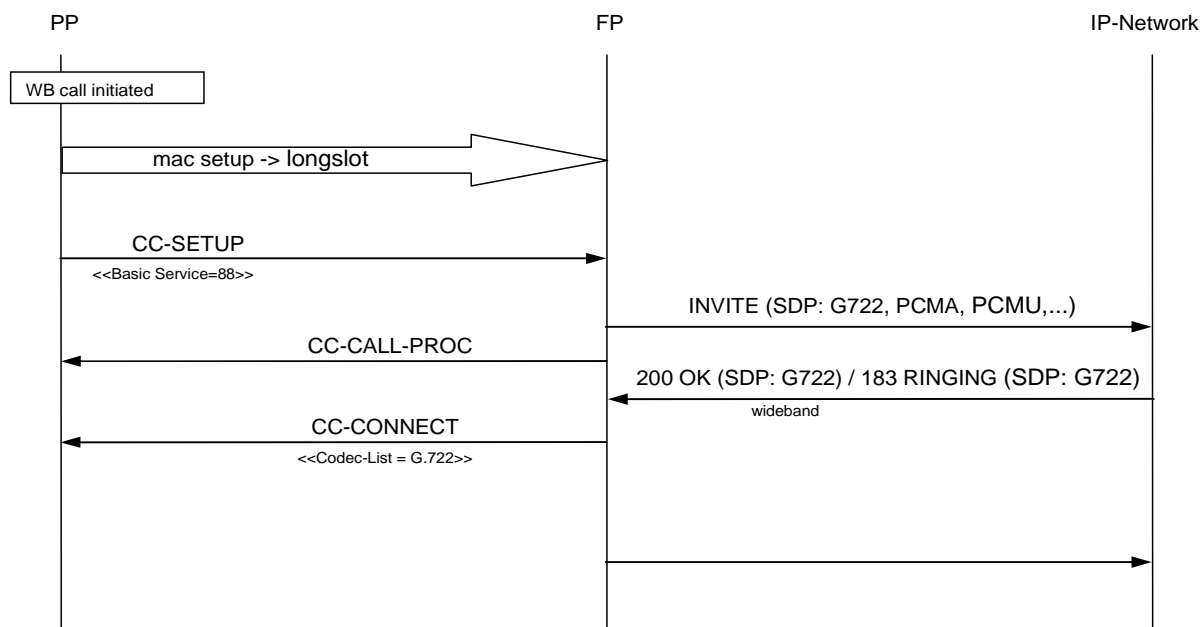 PP FP IP-Network
WB call initiated
mac setup -> longslot
CC-SETUP
<<Basic Service=88>>
INVITE (SDP: G722, PCMA, PCMU,...)
CC-CALL-PROC
200 OK (SDP: G722) / 183 RINGING (SDP: G722)
wideband
CC-CONNECT
<<Codec-List = G.722>>